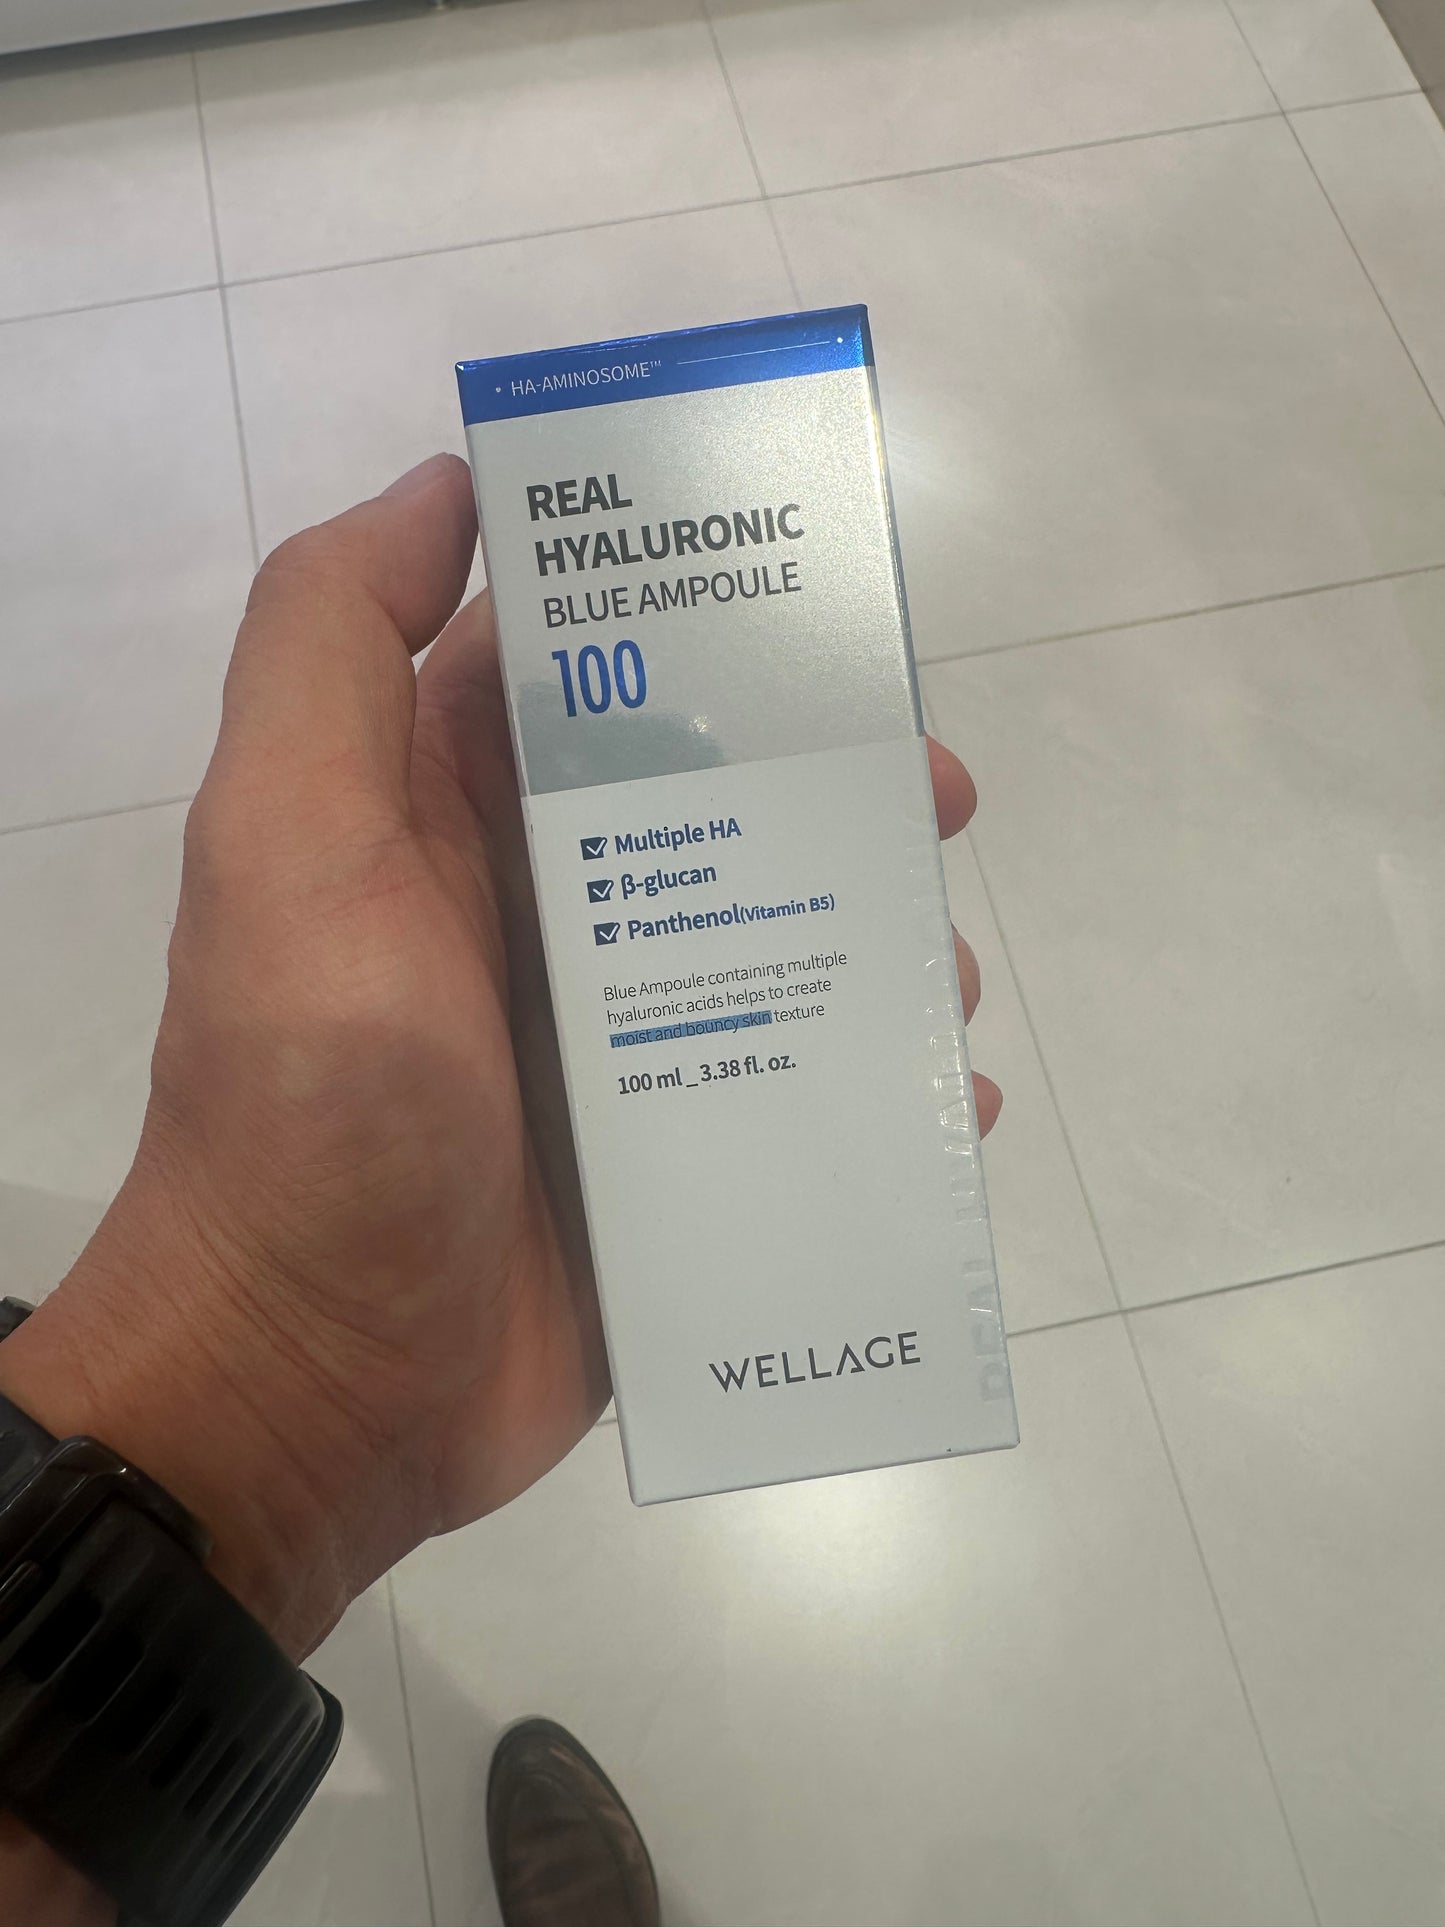 HA-AMINOSOME™
REAL
HYALURONIC
BLUE AMPOULE
100
Multiple HA
β-glucan
Panthenol(Vitamin B5)
Blue Ampoule containing multiple
hyaluronic acids helps to create
moist and bouncy skin texture
100 ml _ 3.38 fl. oz.
WELLAGE